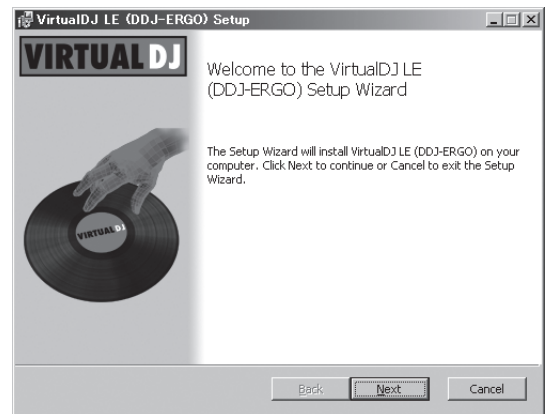 VirtualDJ LE (DDJ-ERGO) Setup
VIRTUAL DJ
Welcome to the VirtualDJ LE
(DDJ-ERGO) Setup Wizard
The Setup Wizard will install VirtualDJ LE (DDJ-ERGO) on your
computer. Click Next to continue or Cancel to exit the Setup
Wizard.
VIRTUAL DJ
Back
Next
Cancel